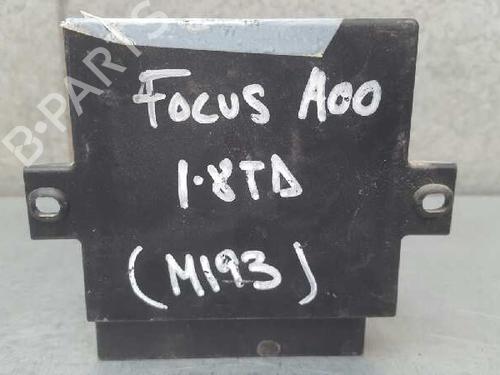 B-PARTS
FOCUS A00
1.8TD
(M193)